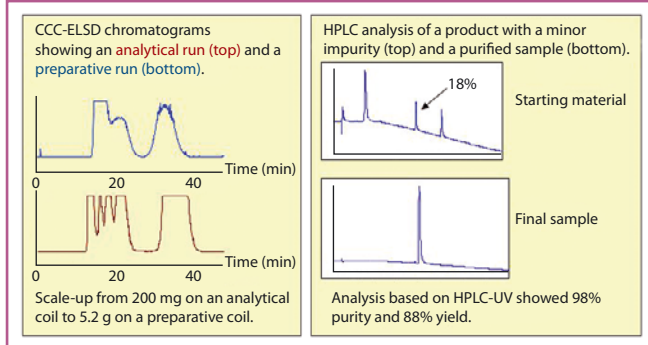 CCC-ELSD chromatograms
showing an analytical run (top) and a
preparative run (bottom).
Time (min)
0 20 40
Time (min)
0 20 40
Scale-up from 200 mg on an analytical
coil to 5.2 g on a preparative coil.
HPLC analysis of a product with a minor
impurity (top) and a purified sample (bottom).
18%
Starting material
Final sample
Analysis based on HPLC-UV showed 98%
purity and 88% yield.